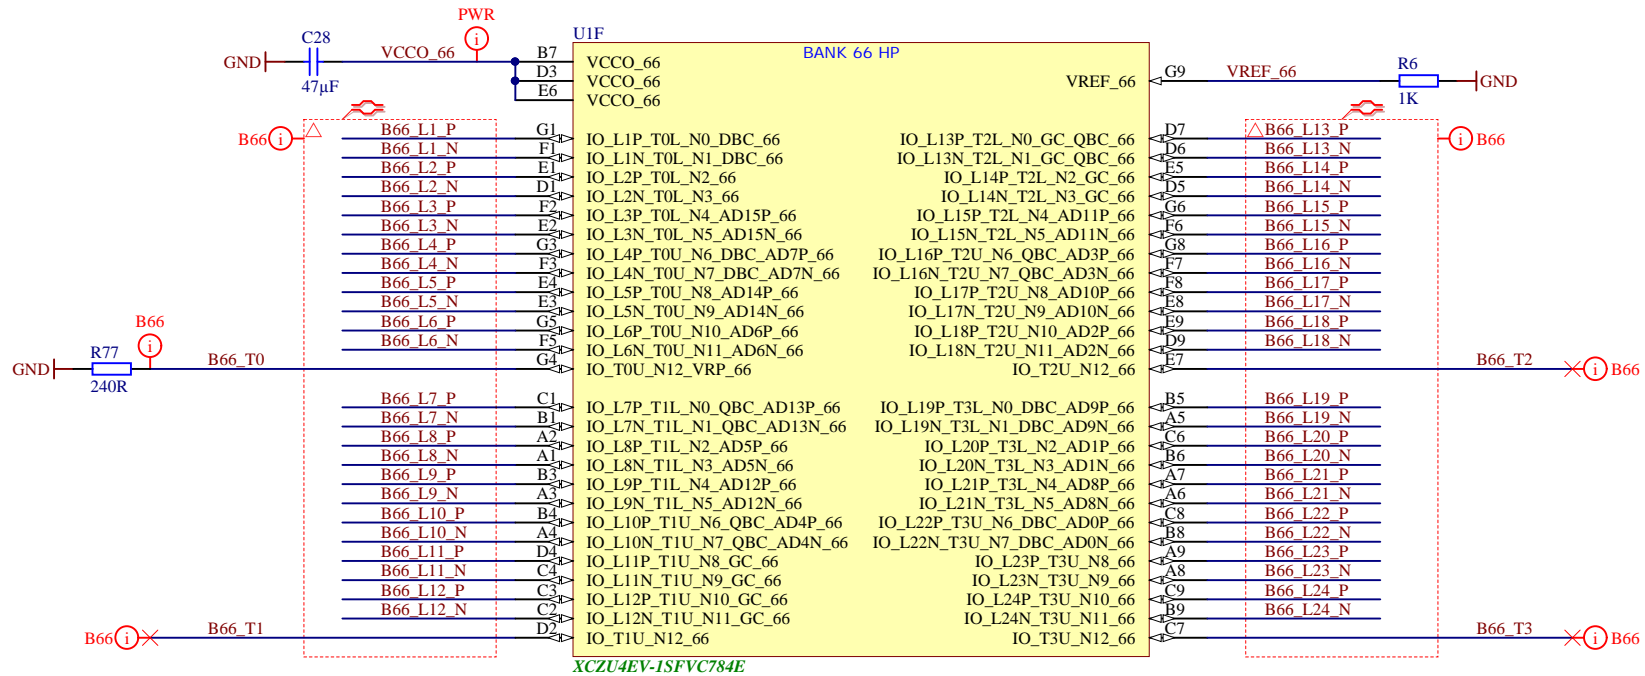 PWR
U1F
C28
GND
VCCO_66
47µF
BANK 66 HP
B7 VCCO_66
D3 VCCO_66
E6 VCCO_66
VREF_66 G9 VREF_66
R6
1K
GND
B66
B66
B66_L1_P G1 IO_L1P_T0L_N0_DBC_66 IO_L13P_T2L_N0_GC_QBC_66 D7 B66_L13_P
B66_L1_N F1 IO_L1N_T0L_N1_DBC_66 IO_L13N_T2L_N1_GC_QBC_66 D6 B66_L13_N
B66_L2_P E1 IO_L2P_T0L_N2_66 IO_L14P_T2L_N2_GC_66 E5 B66_L14_P
B66_L2_N D1 IO_L2N_T0L_N3_66 IO_L14N_T2L_N3_GC_66 D5 B66_L14_N
B66_L3_P F2 IO_L3P_T0L_N4_AD15P_66 IO_L15P_T2L_N4_AD11P_66 G6 B66_L15_P
B66_L3_N E2 IO_L3N_T0L_N5_AD15N_66 IO_L15N_T2L_N5_AD11N_66 F6 B66_L15_N
B66_L4_P G3 IO_L4P_T0U_N6_DBC_AD7P_66 IO_L16P_T2U_N6_QBC_AD3P_66 G8 B66_L16_P
B66_L4_N F3 IO_L4N_T0U_N7_DBC_AD7N_66 IO_L16N_T2U_N7_QBC_AD3N_66 F7 B66_L16_N
B66_L5_P E4 IO_L5P_T0U_N8_AD14P_66 IO_L17P_T2U_N8_AD10P_66 F8 B66_L17_P
B66_L5_N E3 IO_L5N_T0U_N9_AD14N_66 IO_L17N_T2U_N9_AD10N_66 E8 B66_L17_N
B66_L6_P G5 IO_L6P_T0U_N10_AD6P_66 IO_L18P_T2U_N10_AD2P_66 E9 B66_L18_P
B66_L6_N F5 IO_L6N_T0U_N11_AD6N_66 IO_L18N_T2U_N11_AD2N_66 D9 B66_L18_N
B66
R77
GND
240R
B66_T0 G4 IO_T0U_N12_VRP_66 IO_T2U_N12_66 E7 B66_T2 B66
B66_L7_P C1 IO_L7P_T1L_N0_QBC_AD13P_66 IO_L19P_T3L_N0_DBC_AD9P_66 B5 B66_L19_P
B66_L7_N B1 IO_L7N_T1L_N1_QBC_AD13N_66 IO_L19N_T3L_N1_DBC_AD9N_66 A5 B66_L19_N
B66_L8_P A2 IO_L8P_T1L_N2_AD5P_66 IO_L20P_T3L_N2_AD1P_66 C6 B66_L20_P
B66_L8_N A1 IO_L8N_T1L_N3_AD5N_66 IO_L20N_T3L_N3_AD1N_66 B6 B66_L20_N
B66_L9_P B3 IO_L9P_T1L_N4_AD12P_66 IO_L21P_T3L_N4_AD8P_66 A7 B66_L21_P
B66_L9_N A3 IO_L9N_T1L_N5_AD12N_66 IO_L21N_T3L_N5_AD8N_66 A6 B66_L21_N
B66_L10_P B4 IO_L10P_T1U_N6_QBC_AD4P_66 IO_L22P_T3U_N6_DBC_AD0P_66 C8 B66_L22_P
B66_L10_N A4 IO_L10N_T1U_N7_QBC_AD4N_66 IO_L22N_T3U_N7_DBC_AD0N_66 B8 B66_L22_N
B66_L11_P D4 IO_L11P_T1U_N8_GC_66 IO_L23P_T3U_N8_66 A9 B66_L23_P
B66_L11_N C4 IO_L11N_T1U_N9_GC_66 IO_L23N_T3U_N9_66 A8 B66_L23_N
B66_L12_P C3 IO_L12P_T1U_N10_GC_66 IO_L24P_T3U_N10_66 C9 B66_L24_P
B66_L12_N C2 IO_L12N_T1U_N11_GC_66 IO_L24N_T3U_N11_66 B9 B66_L24_N
B66 B66_T1 D2 IO_T1U_N12_66 IO_T3U_N12_66 C7 B66_T3 B66
XCZU4EV-1SFVC784E